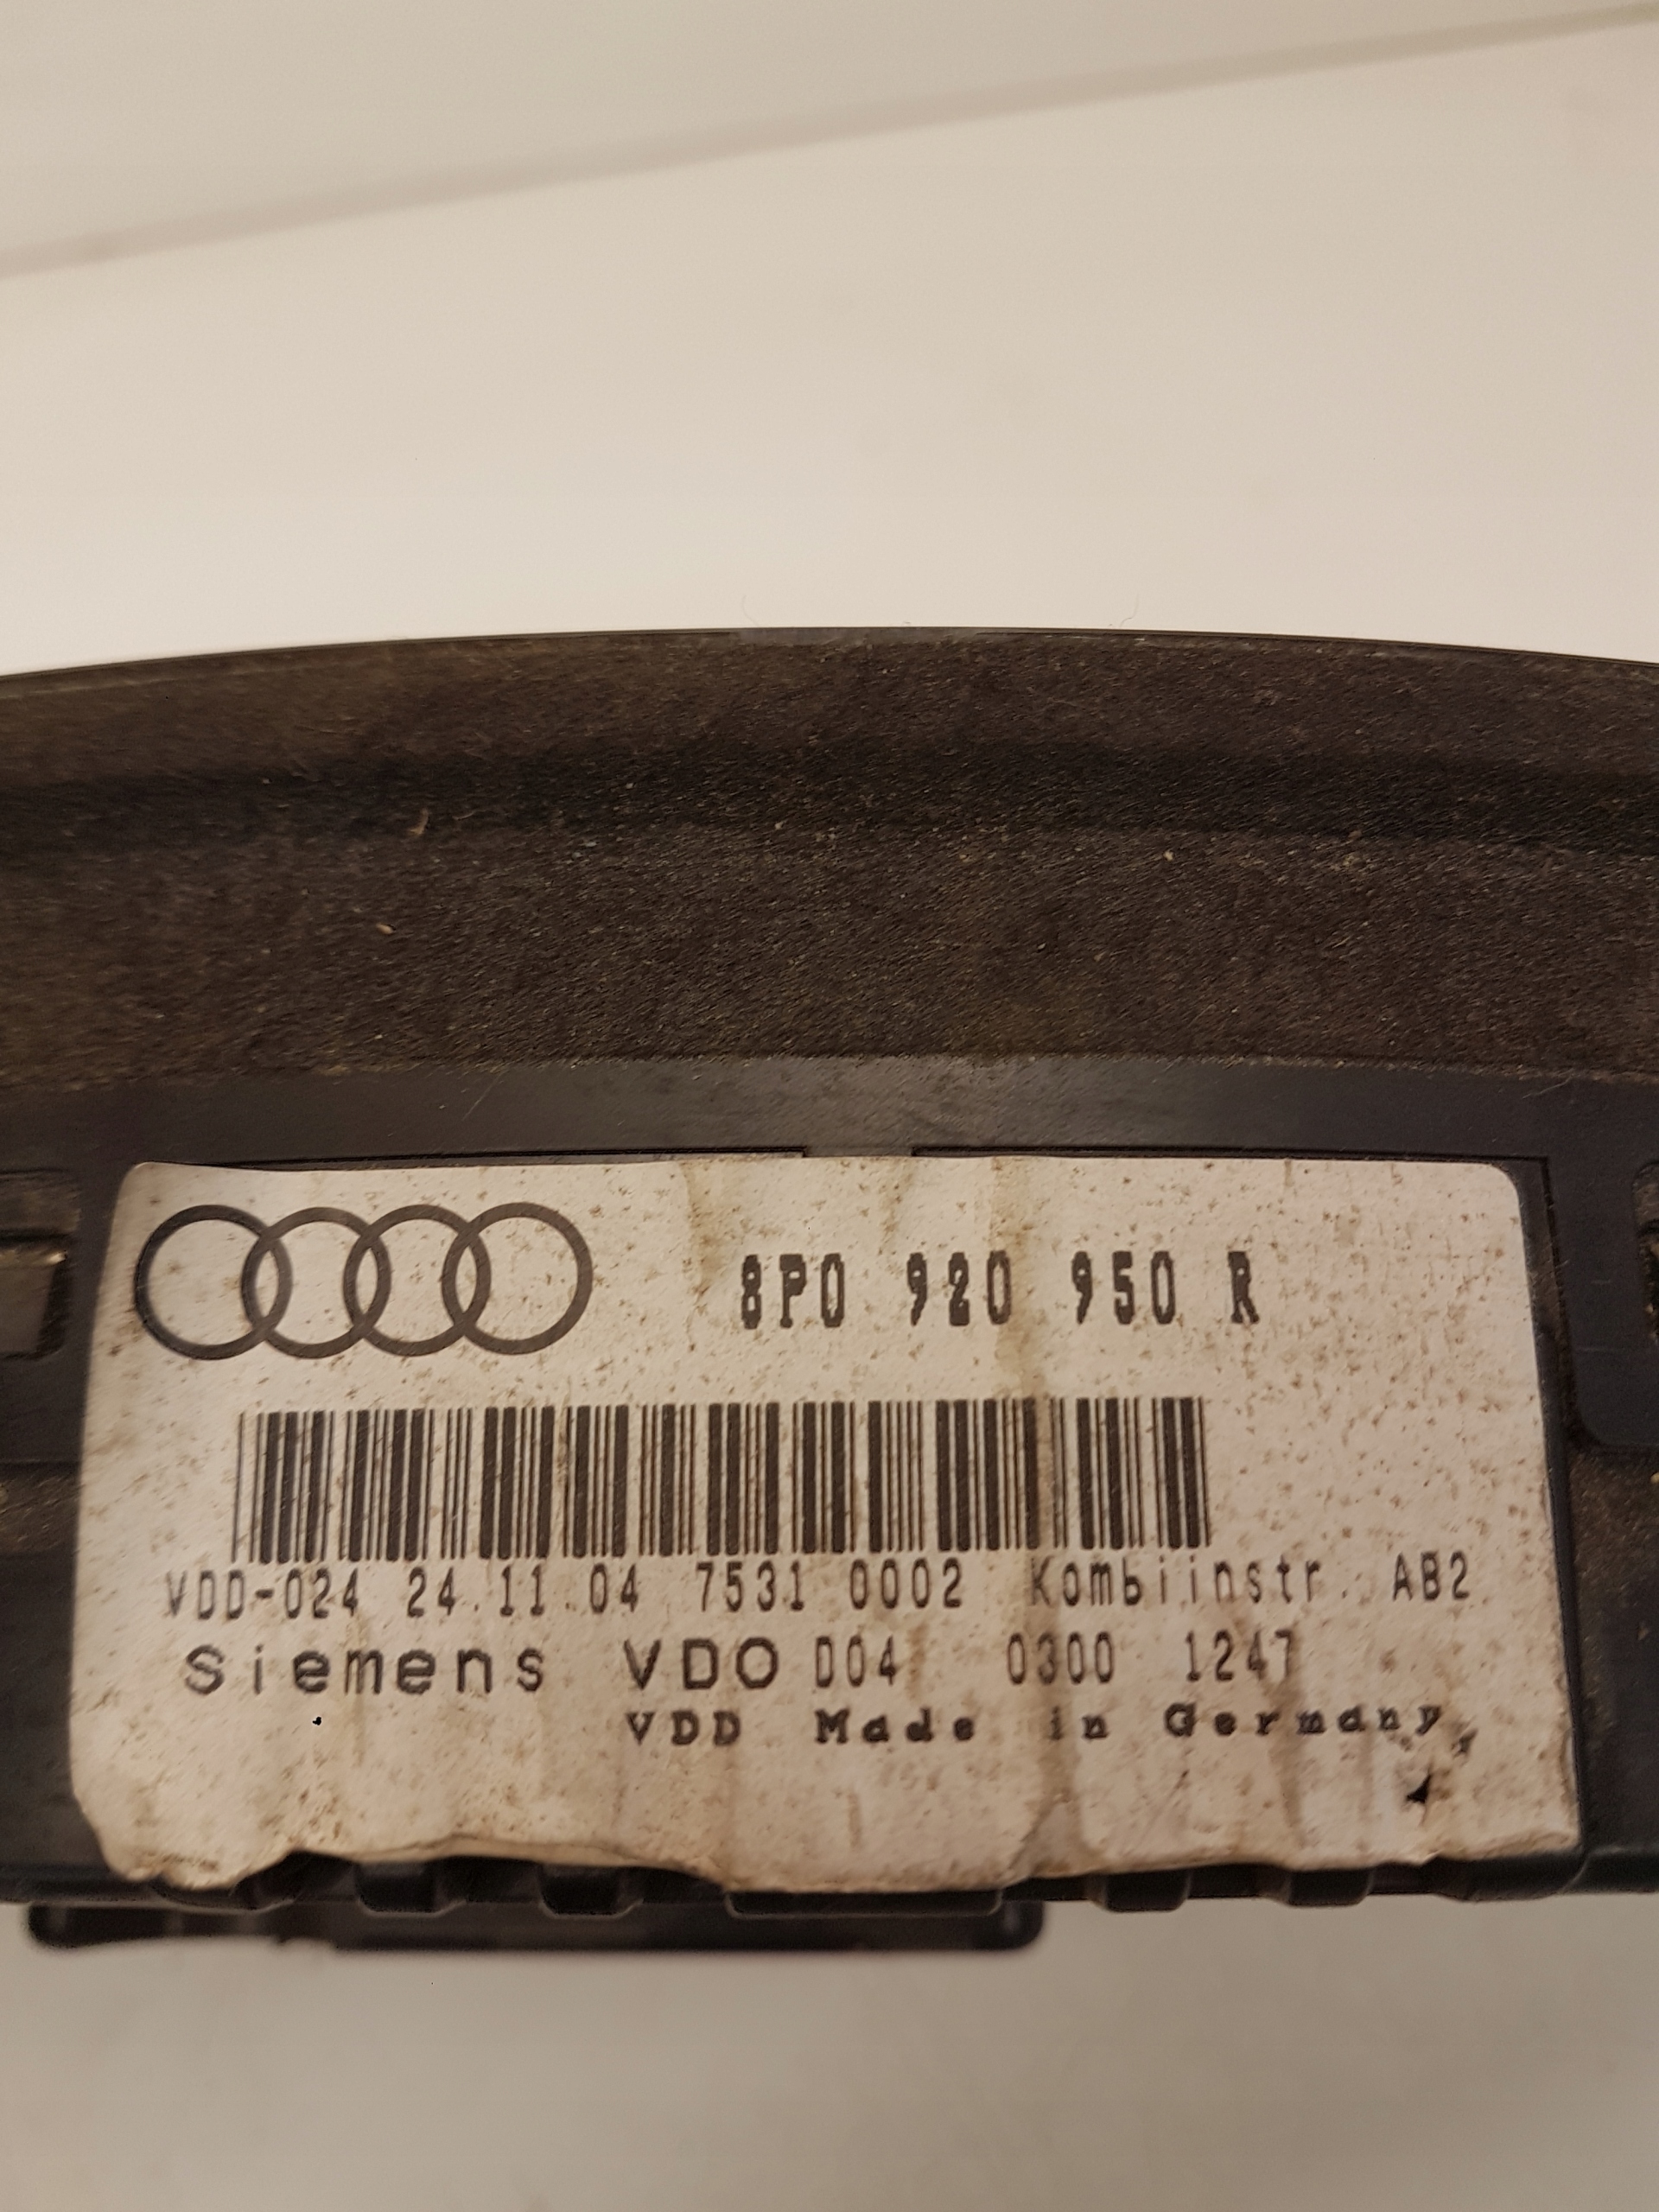 8P0 920 950 R
VDD-024 24.11.04 7531 0002 Kombiinstr. AB2
Siemens VDO D04 0300 1247
VDD Made in Germany